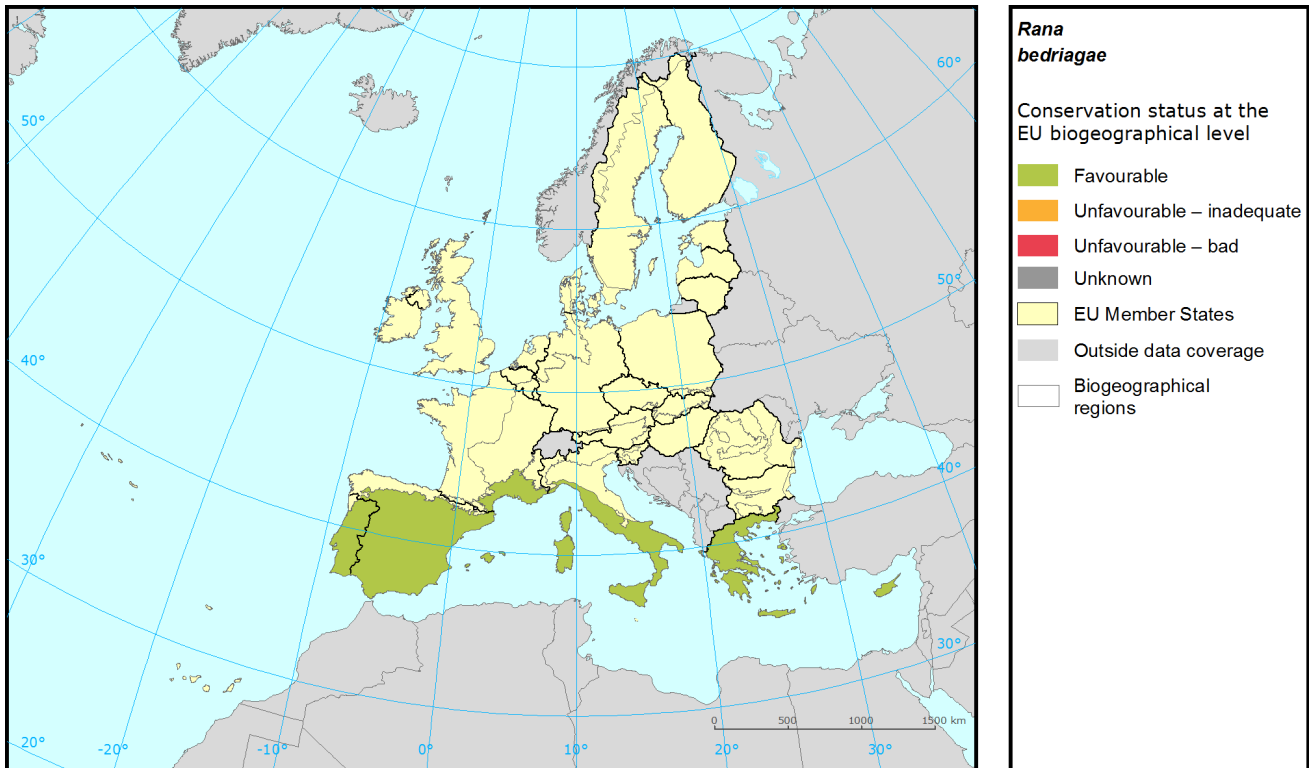 Rana
bedriagae
Conservation status at the
EU biogeographical level
Favourable
Unfavourable – inadequate
Unfavourable – bad
Unknown
EU Member States
Outside data coverage
Biogeographical
regions
60°
50°
50°
40°
40°
30°
30°
0 500 1000 1500 km
20° -20° -10° 0° 10° 20° 30°